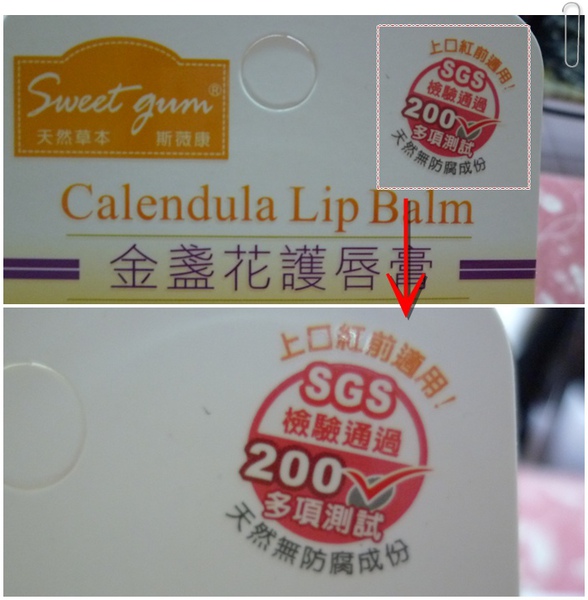 Sweet gum®
天然草本 斯薇康
上口紅前適用!
SGS
檢驗通過
200
多項測試
天然無防腐成份
Calendula Lip Balm
金盞花護唇膏
上口紅前適用!
SGS
檢驗通過
200
多項測試
天然無防腐成份